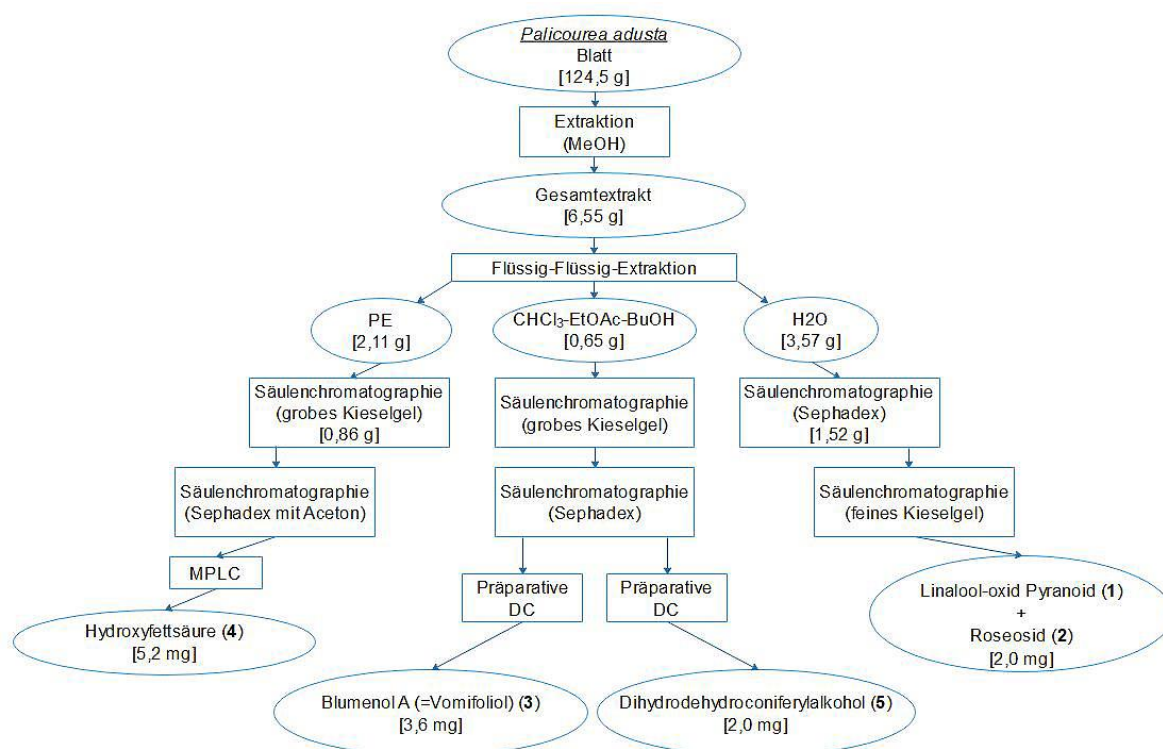 Palicourea adusta
Blatt
[124,5 g]
Extraktion
(MeOH)
Gesamtextrakt
[6,55 g]
Flüssig-Flüssig-Extraktion
PE
[2,11 g]
CHCl₃-EtOAc-BuOH
[0,65 g]
H2O
[3,57 g]
Säulenchromatographie
(grobes Kieselgel)
[0,86 g]
Säulenchromatographie
(grobes Kieselgel)
Säulenchromatographie
(Sephadex)
[1,52 g]
Säulenchromatographie
(Sephadex mit Aceton)
Säulenchromatographie
(Sephadex)
Säulenchromatographie
(feines Kieselgel)
MPLC
Präparative
DC
Präparative
DC
Linalool-oxid Pyranoid (1)
+
Roseosid (2)
[2,0 mg]
Hydroxyfettsäure (4)
[5,2 mg]
Blumenol A (=Vomifoliol) (3)
[3,6 mg]
Dihydrodehydroconiferylalkohol (5)
[2,0 mg]